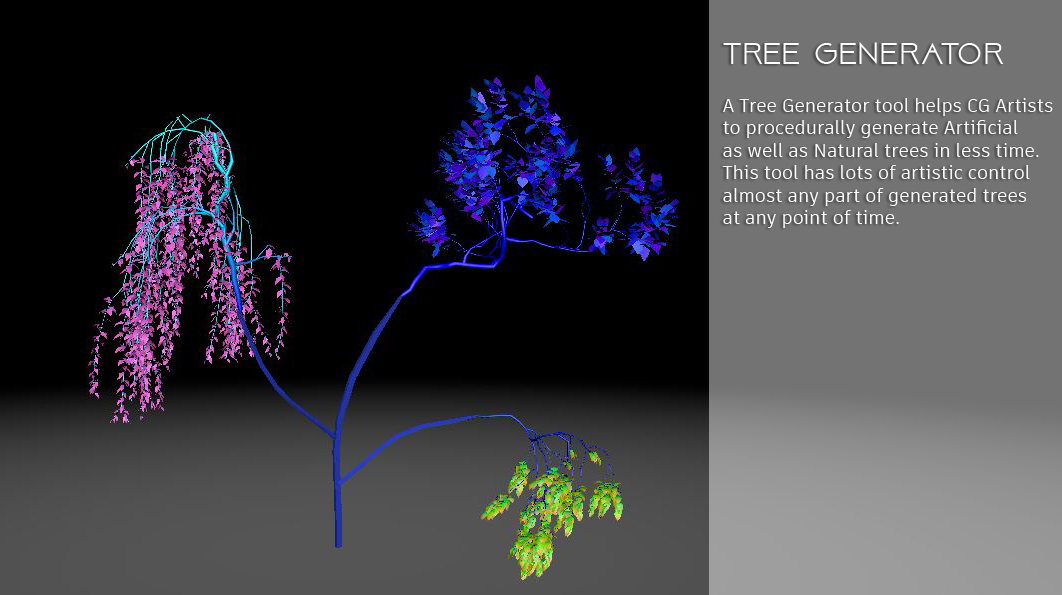 TREE GENERATOR
A Tree Generator tool helps CG Artists
to procedurally generate Artificial
as well as Natural trees in less time.
This tool has lots of artistic control
almost any part of generated trees
at any point of time.